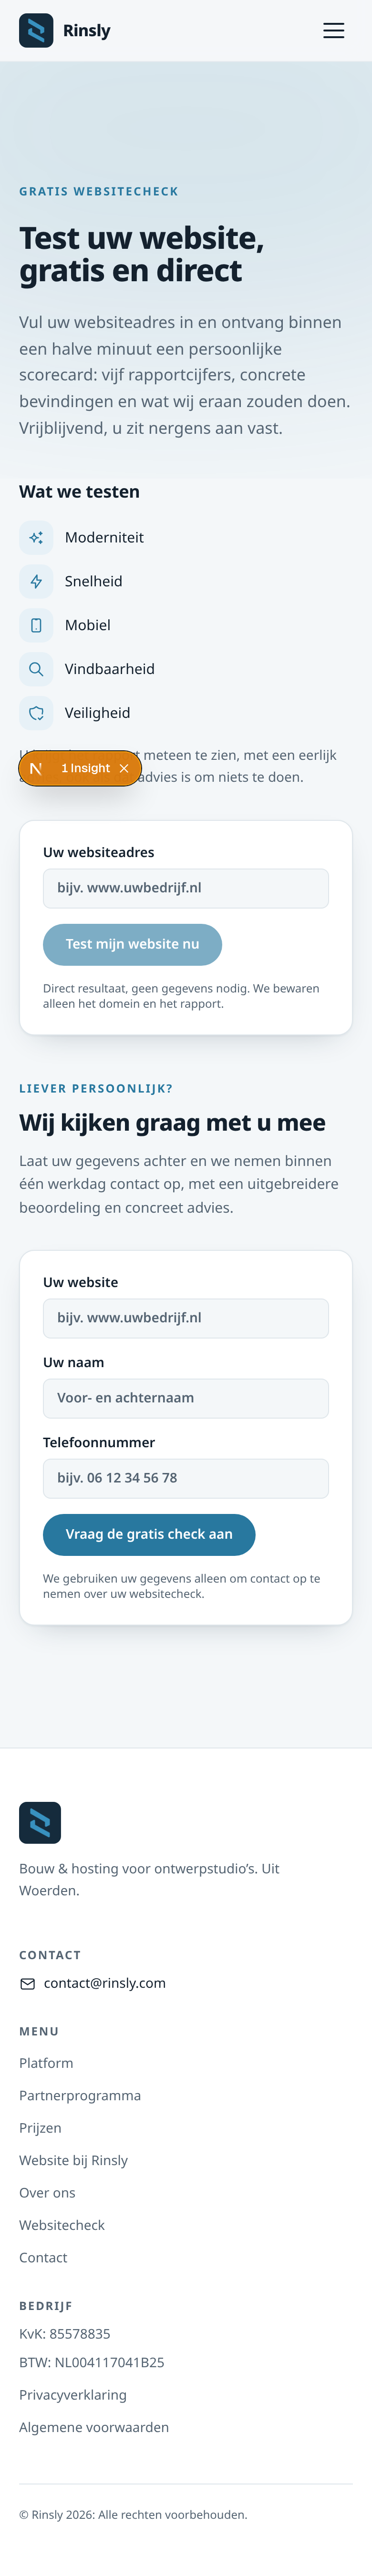 Rinsly
GRATIS WEBSITECHECK
Test uw website,
gratis en direct
Vul uw websiteadres in en ontvang binnen
een halve minuut een persoonlijke
scorecard: vijf rapportcijfers, concrete
bevindingen en wat wij eraan zouden doen.
Vrijblijvend, u zit nergens aan vast.
Wat we testen
Moderniteit
Snelheid
Mobiel
Vindbaarheid
Veiligheid
meteen te zien, met een eerlijk
1 Insight
advies is om niets te doen.
Uw websiteadres
bijv. www.uwbedrijf.nl
Test mijn website nu
Direct resultaat, geen gegevens nodig. We bewaren
alleen het domein en het rapport.
LIEVER PERSOONLIJK?
Wij kijken graag met u mee
Laat uw gegevens achter en we nemen binnen
één werkdag contact op, met een uitgebreidere
beoordeling en concreet advies.
Uw website
bijv. www.uwbedrijf.nl
Uw naam
Voor- en achternaam
Telefoonnummer
bijv. 06 12 34 56 78
Vraag de gratis check aan
We gebruiken uw gegevens alleen om contact op te
nemen over uw websitecheck.
Bouw & hosting voor ontwerpstudio’s. Uit
Woerden.
CONTACT
contact@rinsly.com
MENU
Platform
Partnerprogramma
Prijzen
Website bij Rinsly
Over ons
Websitecheck
Contact
BEDRIJF
KvK: 85578835
BTW: NL004117041B25
Privacyverklaring
Algemene voorwaarden
© Rinsly 2026: Alle rechten voorbehouden.